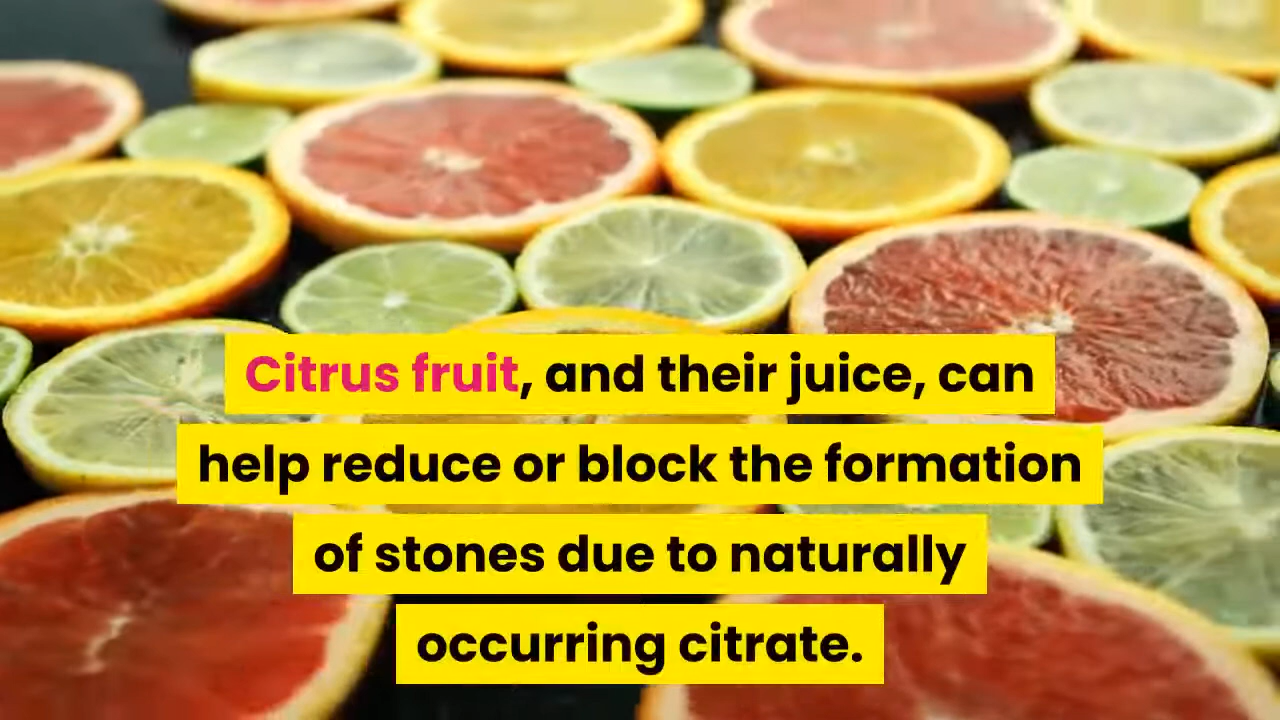 Citrus fruit, and their juice, can
help reduce or block the formation
of stones due to naturally
occurring citrate.